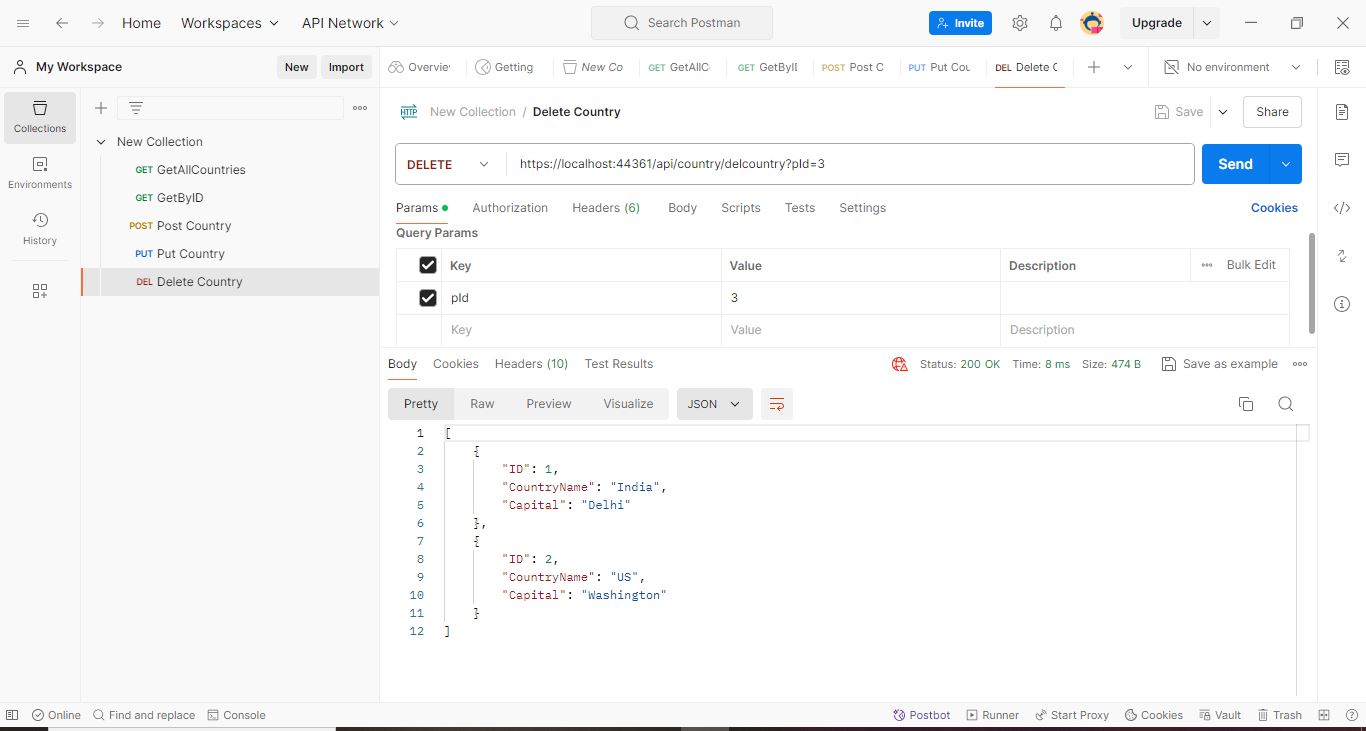 Home Workspaces API Network Search Postman Invite Upgrade
My Workspace New Import Overview Getting New Co GET GetAllC GET GetByII POST Post C PUT Put Cou DEL Delete C No environment
Collections
Environments
History
New Collection
GET GetAllCountries
GET GetByID
POST Post Country
PUT Put Country
DEL Delete Country
HTTP New Collection / Delete Country Save Share
DELETE https://localhost:44361/api/country/delcountry?pId=3 Send
Params Authorization Headers (6) Body Scripts Tests Settings Cookies
Query Params
Key Value Description Bulk Edit
pId 3
Key Value Description
Body Cookies Headers (10) Test Results Status: 200 OK Time: 8 ms Size: 474 B Save as example
Pretty Raw Preview Visualize JSON
1 [
2 {
3 "ID": 1,
4 "CountryName": "India",
5 "Capital": "Delhi"
6 },
7 {
8 "ID": 2,
9 "CountryName": "US",
10 "Capital": "Washington"
11 }
12 ]
Online Find and replace Console Postbot Runner Start Proxy Cookies Vault Trash